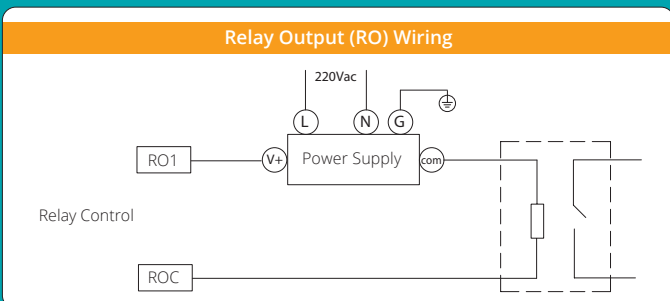 Relay Output (RO) Wiring
220Vac
L
N
G
RO1
V+
Power Supply
com
Relay Control
ROC